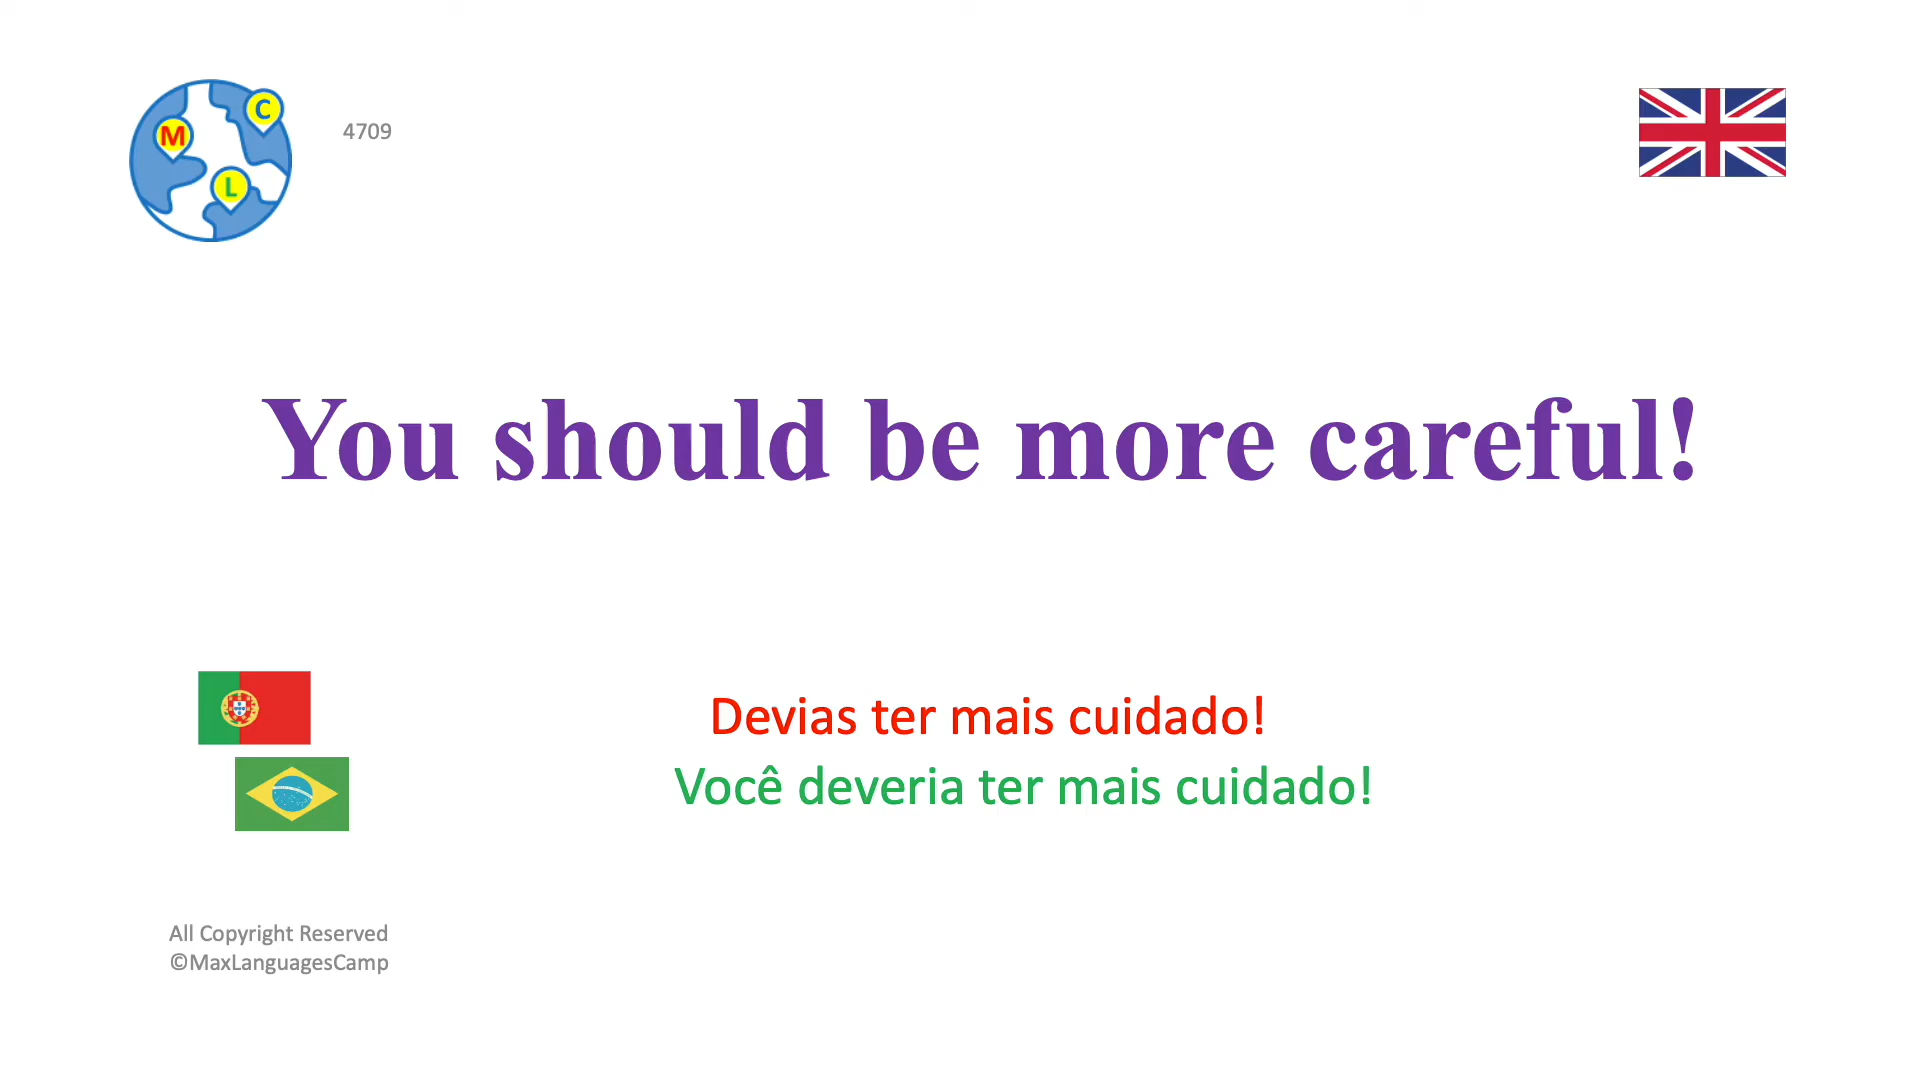 M
C
L
4709
You should be more careful!
Devias ter mais cuidado!
Você deveria ter mais cuidado!
All Copyright Reserved
©MaxLanguagesCamp